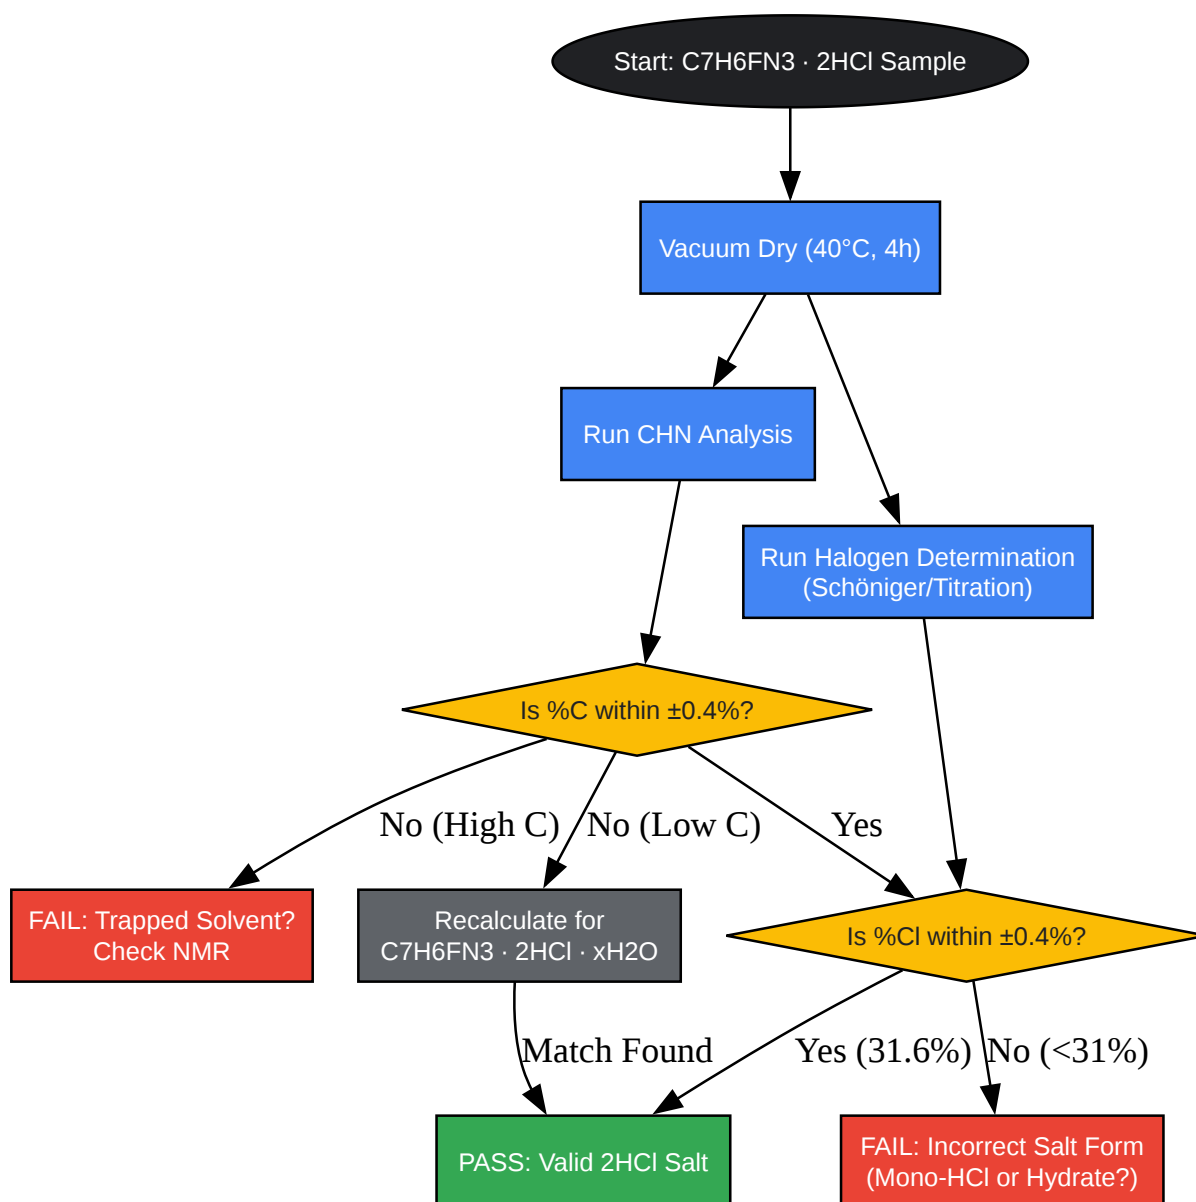 Start: C7H6FN3 · 2HCl Sample
Vacuum Dry (40°C, 4h)
Run CHN Analysis
Run Halogen Determination
(Schöniger/Titration)
Is %C within ±0.4%?
No (High C)
No (Low C)
Yes
FAIL: Trapped Solvent?
Check NMR
Recalculate for
C7H6FN3 · 2HCl · xH2O
Is %Cl within ±0.4%?
Match Found
Yes (31.6%)
No (<31%)
PASS: Valid 2HCl Salt
FAIL: Incorrect Salt Form
(Mono-HCl or Hydrate?)